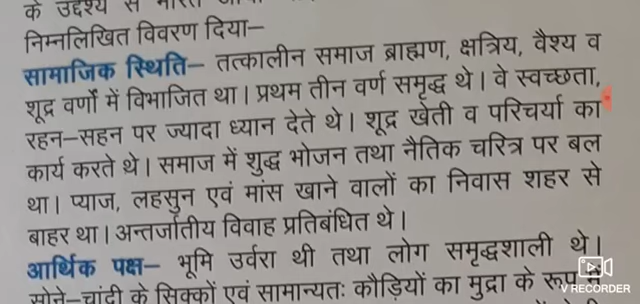 के उद्देश्य से भारत
निम्नलिखित विवरण दिया–
सामाजिक स्थिति– तत्कालीन समाज ब्राह्मण, क्षत्रिय, वैश्य व
शूद्र वर्णों में विभाजित था। प्रथम तीन वर्ण समृद्ध थे। वे स्वच्छता,
रहन–सहन पर ज्यादा ध्यान देते थे। शूद्र खेती व परिचर्या का
कार्य करते थे। समाज में शुद्ध भोजन तथा नैतिक चरित्र पर बल
था। प्याज, लहसुन एवं मांस खाने वालों का निवास शहर से
बाहर था। अन्तर्जातीय विवाह प्रतिबंधित थे।
आर्थिक पक्ष– भूमि उर्वरा थी तथा लोग समृद्धशाली थे।
सोने–चांदी के सिक्कों एवं सामान्यतः कौड़ियों का मुद्रा के रूप
V RECORDER